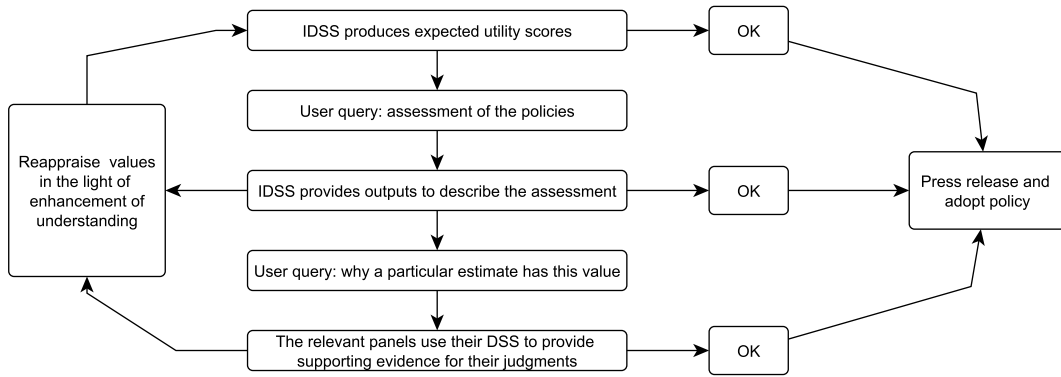 IDSS produces expected utility scores
OK
User query: assessment of the policies
Reappraise values
in the light of
enhancement of
understanding
IDSS provides outputs to describe the assessment
OK
Press release and
adopt policy
User query: why a particular estimate has this value
The relevant panels use their DSS to provide
supporting evidence for their judgments
OK